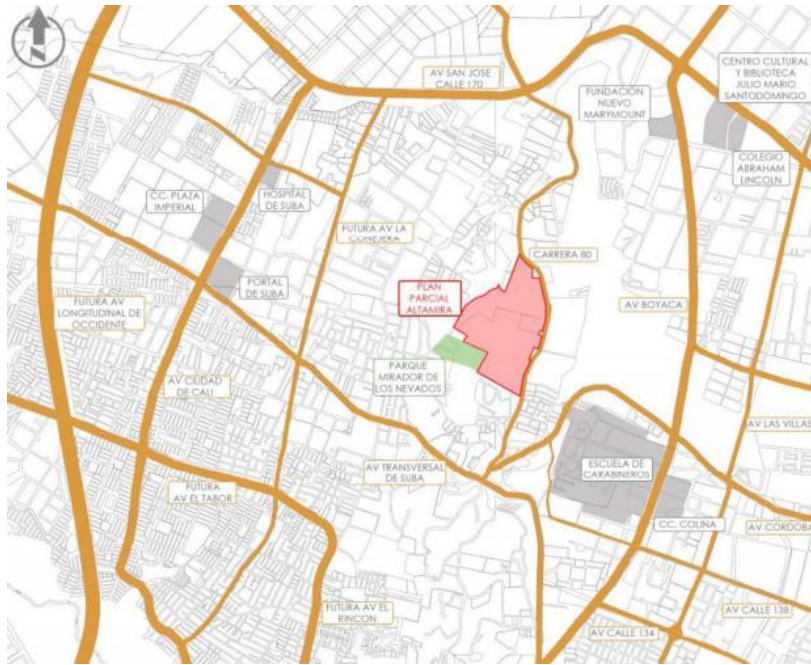 N
AV SAN JOSE
CALLE 170
FUNDACIÓN
NUEVO
MARYMOUNT
CENTRO CULTURAL
Y BIBLIOTECA
JULIO MARIO
SANTODOMINGO
COLEGIO
ABRAHAM
LINCOLN
C.C. PLAZA
IMPERIAL
HOSPITAL
DE SUBA
FUTURA AV LA
CONEJERA
CARRERA 80
PORTAL
DE SUBA
PLAN
PARCIAL
ALTAMIRA
FUTURA AV
LONGITUDINAL DE
OCCIDENTE
AV BOYACA
PARQUE
MIRADOR DE
LOS NEVADOS
AV CIUDAD
DE CALI
AV LAS VILLAS
AV TRANSVERSAL
DE SUBA
ESCUELA DE
CARABINEROS
FUTURA
AV EL TABOR
CC. COLINA
AV CORDOBA
FUTURA AV EL
RINCON
AV CALLE 138
AV CALLE 134